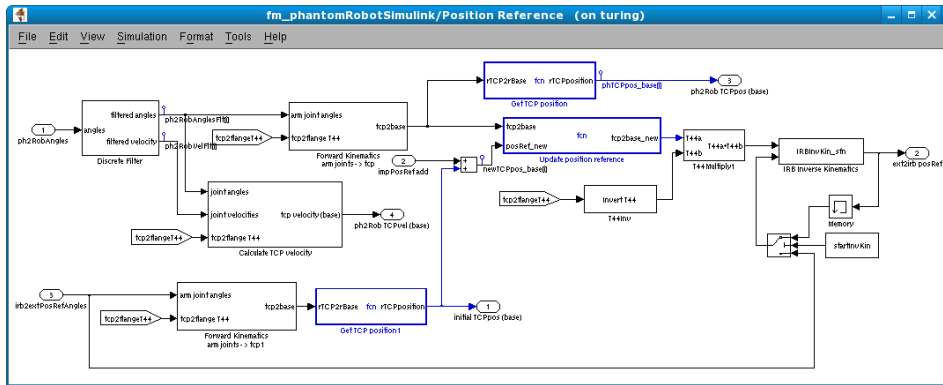 fm_phantomRobotSimulink/Position Reference (on turing)
File Edit View Simulation Format Tools Help
1
ph2RobAngles
angles
filtered angles
filtered velocity
Discrete Filter
ph2RobAnglesFlt[]
ph2RobVelFlt[]
tcp2flangeT44
arm joint angles
tcp2flange T44
tcp2base
Forward Kinematics
arm joints -> tcp
rTCP2rBase fcn rTCPposition
Get TCP position
phTCPpos_base[]
3
ph2Rob TCPpos (base)
2
impPosRefadd
+
+
newTCPpos_base[]
tcp2base
posRef_new
fcn
tcp2base_new
Update position reference
T44a
T44b
T44a*T44b
T44Multiply1
tcp2flangeT44
Invert T44
T44Inv
IRBInvKin_sfn
IRB Inverse Kinematics
2
ext2irb posRef
Memory
startInvKin
joint angles
joint velocities
tcp2flange T44
tcp velocity (base)
Calculate TCP velocity
tcp2flangeT44
4
ph2Rob TCPvel (base)
3
irb2extPosRefAngles
tcp2flangeT44
arm joint angles
tcp2flange T44
tcp2base
Forward Kinematics
arm joints -> tcp1
rTCP2rBase fcn rTCPposition
Get TCP position1
1
initial TCPpos (base)